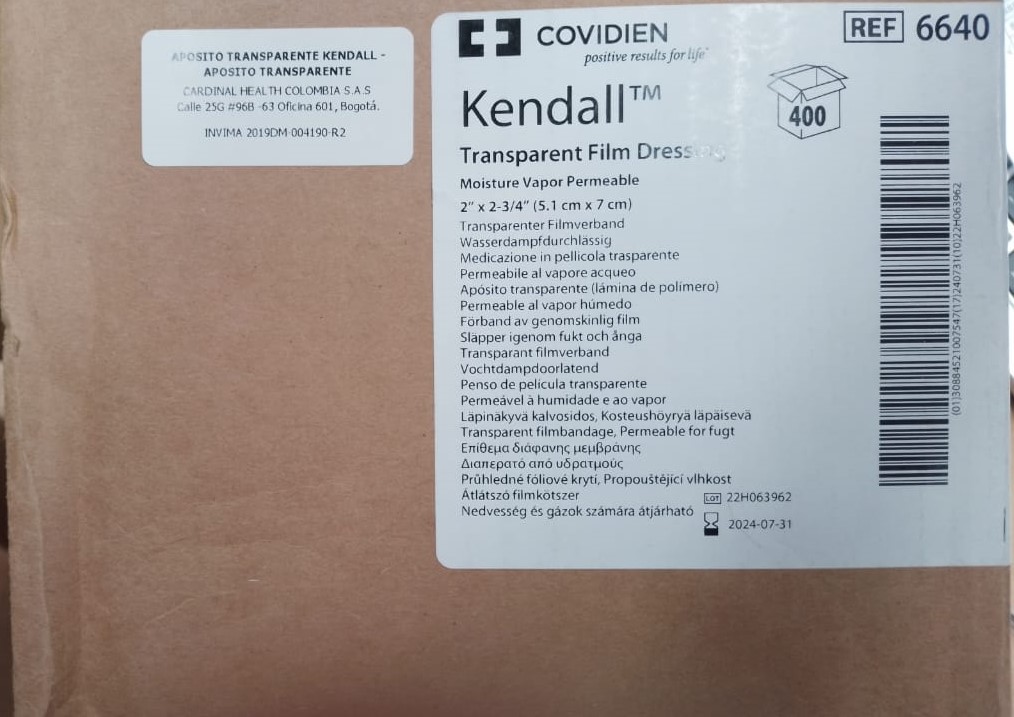 APOSITO TRANSPARENTE KENDALL -
APOSITO TRANSPARENTE
CARDINAL HEALTH COLOMBIA S.A.S
Calle 25G #96B -63 Oficina 601, Bogotá.
INVIMA 2019DM-004190-R2
COVIDIEN
positive results for life™
REF 6640
Kendall™
400
Transparent Film Dressing
Moisture Vapor Permeable
2" x 2-3/4" (5.1 cm x 7 cm)
Transparenter Filmverband
Wasserdampfdurchlässig
Medicazione in pellicola trasparente
Permeabile al vapore acqueo
Apósito transparente (lámina de polímero)
Permeable al vapor húmedo
Förband av genomskinlig film
Släpper igenom fukt och ånga
Transparant filmverband
Vochtdampdoorlatend
Penso de película transparente
Permeável à humidade e ao vapor
Läpinäkyvä kalvosidos, Kosteushöyryä läpäisevä
Transparent filmbandage, Permeable for fugt
Επίθεμα διάφανης μεμβράνης
Διαπερατό από υδρατμούς
Průhledné fóliové krytí, Propouštějící vlhkost
Átlátszó filmkötszer
Nedvesség és gázok számára átjárható
LOT 22H063962
2024-07-31
(01)30884521007547(17)240731(10)22H063962